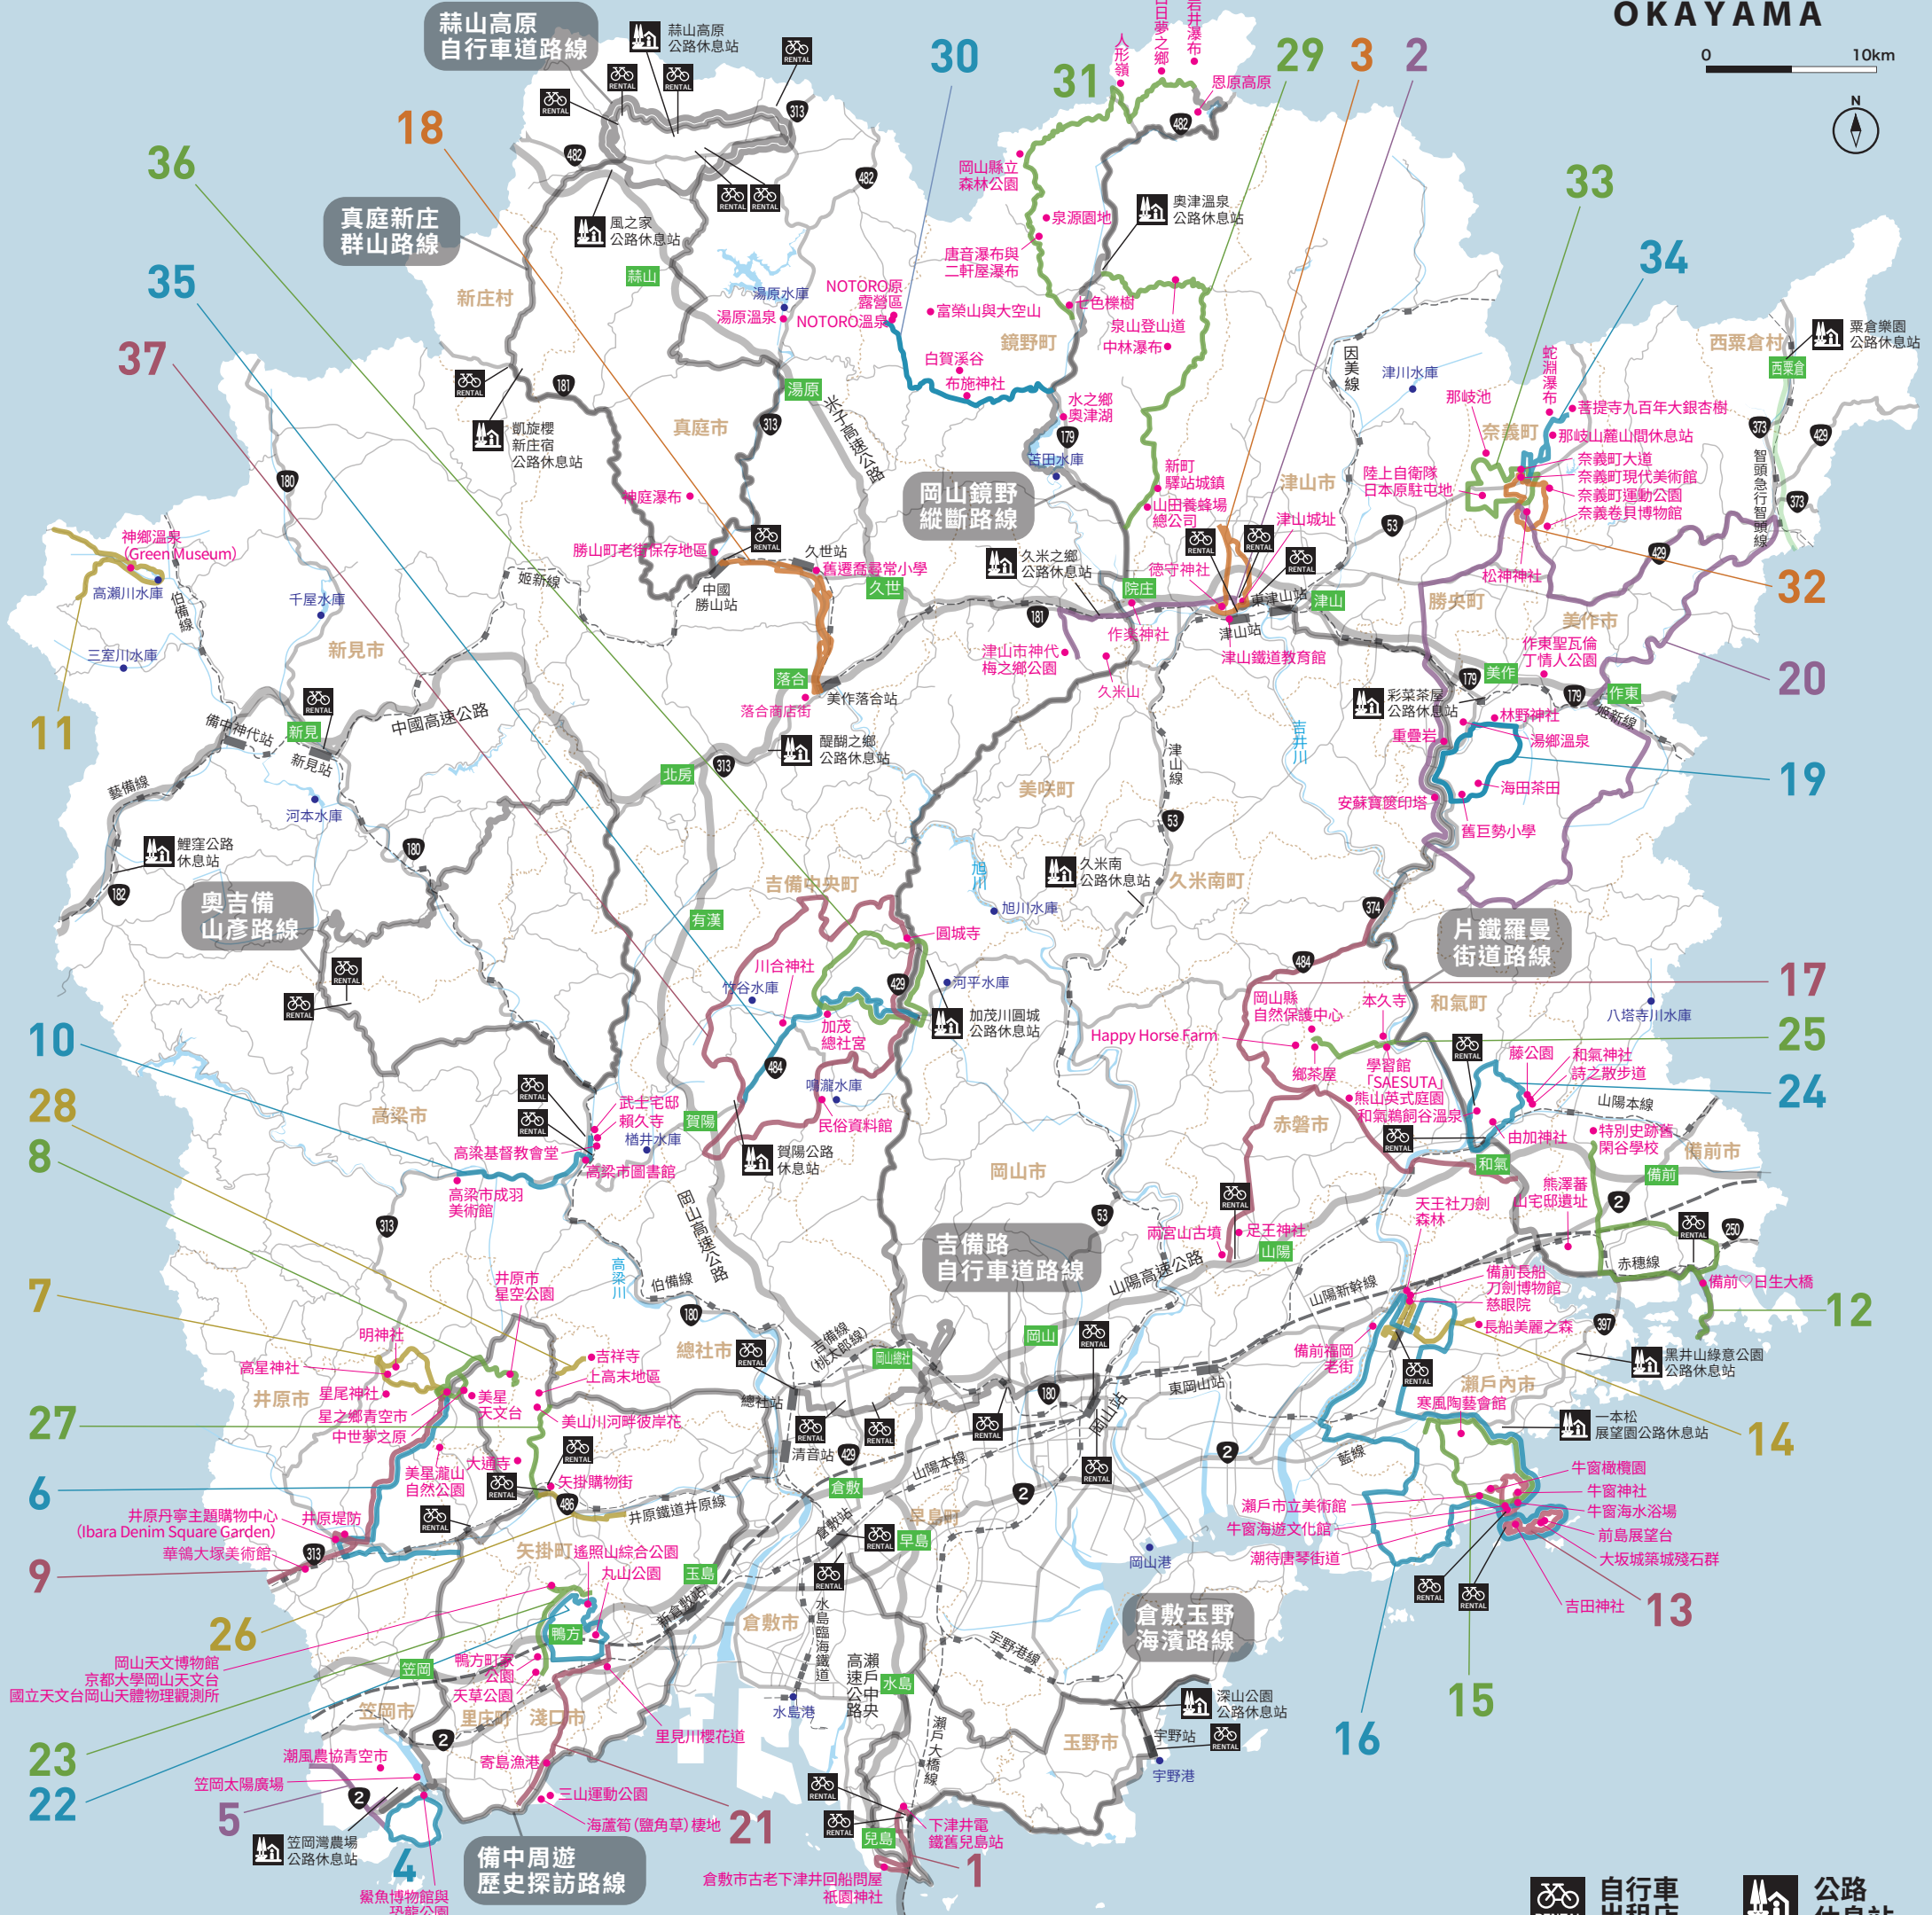 OKAYAMA
0 10km
N
蒜山高原
自行車道路線
蒜山高原
公路休息站
人形嶺
岩井瀑布
恩原高原
30
31
29
3
2
18
36
33
真庭新庄
群山路線
風之家
公路休息站
蒜山
岡山縣立
森林公園
泉源園地
奧津溫泉
公路休息站
唐音瀑布與
二軒屋瀑布
34
35
新庄村
湯原水庫
湯原溫泉
NOTORO原
露營區
NOTORO溫泉
富榮山與大空山
七色櫟樹
泉山登山道
中林瀑布
鏡野町
白賀溪谷
布施神社
因美線
津川水庫
蛇淵瀑布
西粟倉村
粟倉樂園
公路休息站
西粟倉
37
湯原
米子高速公路
水之鄉
奧津湖
那岐池
菩提寺九百年大銀杏樹
奈義町
那岐山麓山間休息站
奈義町大道
奈義町現代美術館
奈義町運動公園
奈義卷貝博物館
陸上自衛隊
日本原駐屯地
智頭急行智頭線
凱旋櫻
新庄宿
公路休息站
真庭市
苫田水庫
新町
驛站城鎮
山田養蜂場
總公司
津山市
神庭瀑布
岡山鏡野
縱斷路線
津山城址
神鄉溫泉
(Green Museum)
高瀨川水庫
伯備線
勝山町老街保存地區
久世站
舊遷喬尋常小學
久世
中國
勝山站
姬新線
久米之鄉
公路休息站
德守神社
院庄
東津山站
津山
津山站
作楽神社
津山鐵道教育館
松神神社
32
勝央町
美作市
千屋水庫
三室川水庫
新見市
津山市神代
梅之鄉公園
久米山
作東聖瓦倫
丁情人公園
20
落合
美作落合站
落合商店街
美作
作東
彩菜茶屋
公路休息站
姬新線
林野神社
重疊岩
湯鄉溫泉
19
11
新見
備中神代站
新見站
中國高速公路
醍醐之鄉
公路休息站
北房
吉井川
津山線
美咲町
海田茶田
安蘇寶篋印塔
舊巨勢小學
藝備線
河本水庫
鯉窪公路
休息站
奧吉備
山彥路線
吉備中央町
旭川
旭川水庫
久米南
公路休息站
久米南町
有漢
圓城寺
片鐵羅曼
街道路線
川合神社
竹谷水庫
河平水庫
加茂川圓城
公路休息站
加茂
總社宮
17
岡山縣
自然保護中心
本久寺
和氣町
八塔寺川水庫
Happy Horse Farm
25
10
鄉茶屋
學習館
「SAESUTA」
熊山英式庭園
和氣鵜飼谷溫泉
藤公園
和氣神社
詩之散步道
24
28
8
高梁市
武士宅邸
賴久寺
楢井水庫
高梁基督教會堂
高梁市圖書館
高梁市成羽
美術館
賀陽
鳴瀧水庫
民俗資料館
賀陽公路
休息站
赤磐市
由加神社
山陽本線
特別史跡舊
閑谷學校
備前市
和氣
備前
岡山市
岡山高速公路
熊澤蕃
山宅邸遺址
天王社刀劍
森林
兩宮山古墳
足王神社
山陽
吉備路
自行車道路線
山陽高速公路
赤穗線
備前♡日生大橋
12
高梁川
伯備線
7
井原市
星空公園
明神社
高星神社
吉祥寺
上高末地區
山陽新幹線
備前長船
刀劍博物館
慈眼院
長船美麗之森
備前福岡
老街
黑井山綠意公園
公路休息站
總社市
吉備線
(桃太郎線)
岡山
岡山總社
井原市
星尾神社
星之鄉青空市
中世夢之原
美星
天文台
美山川河畔彼岸花
總社站
東岡山站
岡山站
瀨戶內市
寒風陶藝會館
一本松
展望園公路休息站
14
27
美星瀧山
自然公園
大通寺
矢掛購物街
清音站
山陽本線
藍線
6
井原丹寧主題購物中心
(Ibara Denim Square Garden)
井原堤防
華鴒大塚美術館
井原鐵道井原線
倉敷
倉敷站
早島町
早島
牛窗橄欖園
牛窗神社
牛窗海水浴場
瀨戶市立美術館
牛窗海遊文化館
前島展望台
潮待唐琴街道
大坂城築城殘石群
吉田神社
13
9
矢掛町
遙照山綜合公園
丸山公園
玉島
新倉敷站
岡山港
倉敷玉野
海濱路線
26
岡山天文博物館
京都大學岡山天文台
國立天文台岡山天體物理觀測所
鴨方
倉敷市
水島臨海鐵道
宇野港線
鴨方町家
公園
天草公園
笠岡
笠岡市
里庄町
淺口市
里見川櫻花道
水島
瀨戶中央
高速公路
水島港
瀨戶大橋線
深山公園
公路休息站
玉野市
宇野站
宇野港
15
16
23
22
潮風農協青空市
笠岡太陽廣場
5
寄島漁港
三山運動公園
海蘆筍(鹽角草)棲地
21
笠岡灣農場
公路休息站
4
鱟魚博物館與
恐龍公園
備中周遊
歷史探訪路線
兒島
下津井電
鐵舊兒島站
1
倉敷市古老下津井回船問屋
祇園神社
自行車
出租店
公路
休息站